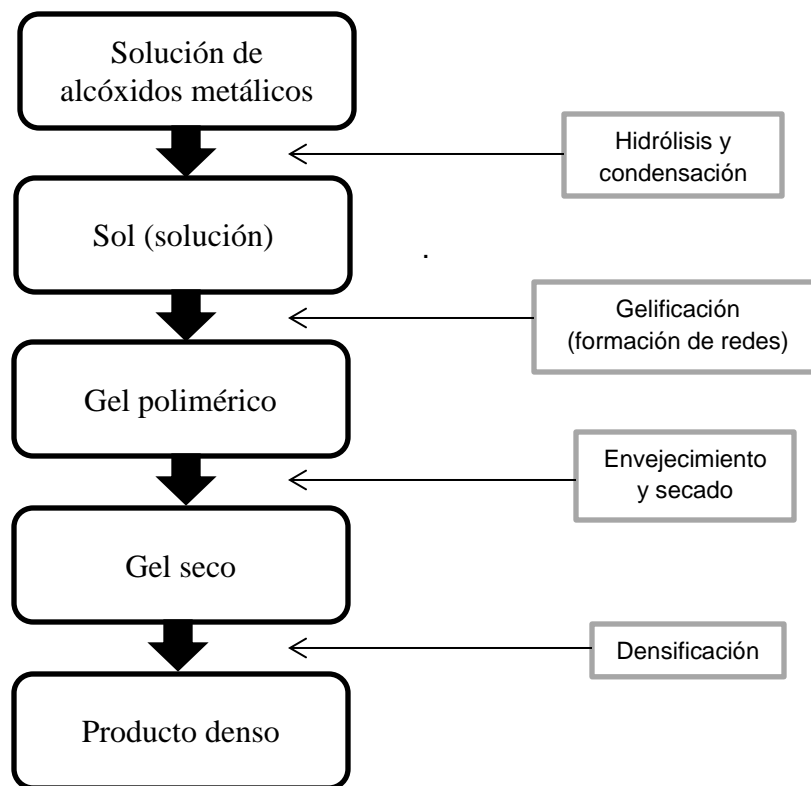 Solución de
alcóxidos metálicos
Hidrólisis y
condensación
Sol (solución)
.
Gelificación
(formación de redes)
Gel polimérico
Envejecimiento
y secado
Gel seco
Densificación
Producto denso